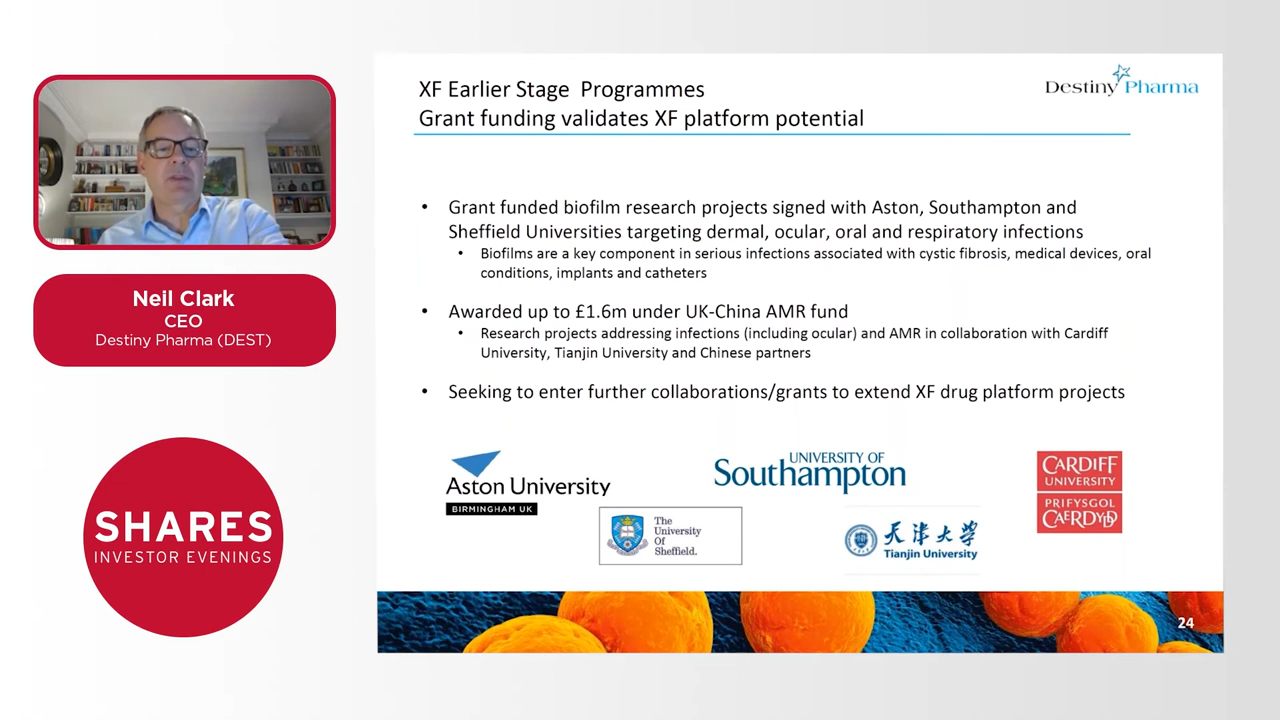 Neil Clark
CEO
Destiny Pharma (DEST)
SHARES
INVESTOR EVENINGS
XF Earlier Stage  Programmes
Grant funding validates XF platform potential
Destiny Pharma
• Grant funded biofilm research projects signed with Aston, Southampton and
Sheffield Universities targeting dermal, ocular, oral and respiratory infections
• Biofilms are a key component in serious infections associated with cystic fibrosis, medical devices, oral
conditions, implants and catheters
• Awarded up to £1.6m under UK-China AMR fund
• Research projects addressing infections (including ocular) and AMR in collaboration with Cardiff
University, Tianjin University and Chinese partners
• Seeking to enter further collaborations/grants to extend XF drug platform projects
Aston University
BIRMINGHAM UK
The
University
Of
Sheffield.
UNIVERSITY OF
Southampton
天津大学
Tianjin University
CARDIFF
UNIVERSITY
PRIFYSGOL
CAERDYDD
24